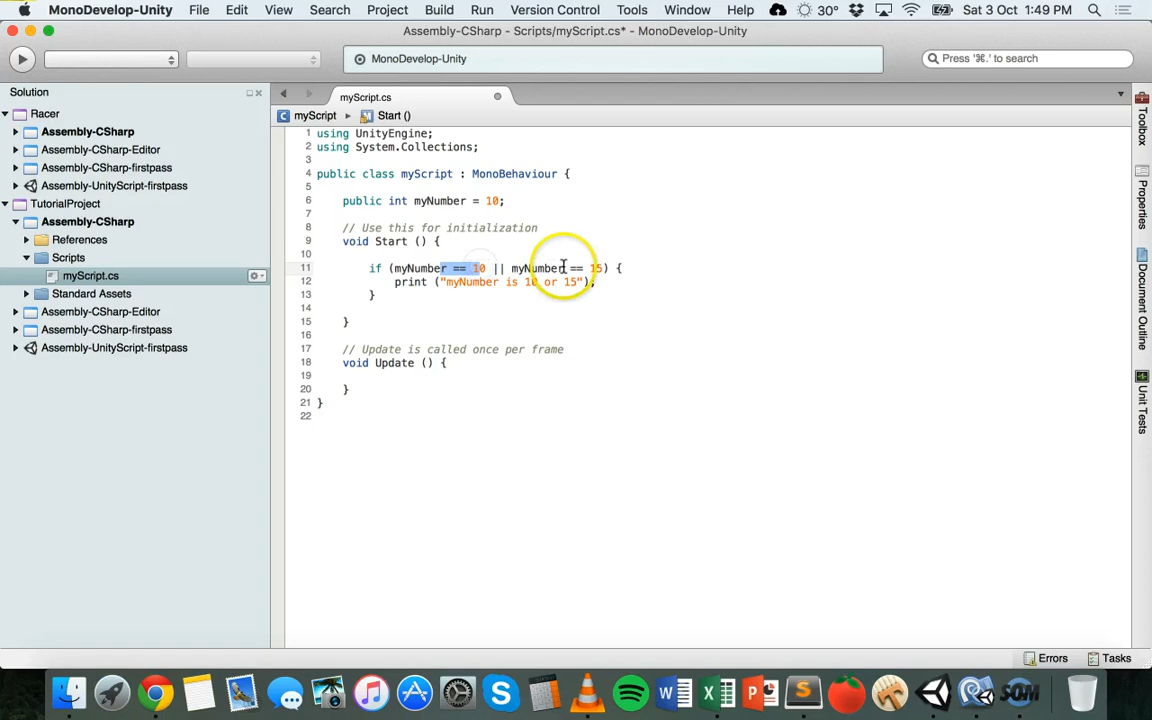 MonoDevelop-Unity File Edit View Search Project Build Run Version Control Tools Window Help 30° Sat 3 Oct 1:49 PM
Assembly-CSharp - Scripts/myScript.cs* - MonoDevelop-Unity
MonoDevelop-Unity
Press '⌘.' to search
Solution
Racer
Assembly-CSharp
Assembly-CSharp-Editor
Assembly-CSharp-firstpass
Assembly-UnityScript-firstpass
TutorialProject
Assembly-CSharp
References
Scripts
myScript.cs
Standard Assets
Assembly-CSharp-Editor
Assembly-CSharp-firstpass
Assembly-UnityScript-firstpass
myScript.cs
myScript Start ()
1 using UnityEngine;
2 using System.Collections;
3
4 public class myScript : MonoBehaviour {
5
6 public int myNumber = 10;
7
8 // Use this for initialization
9 void Start () {
10
11 if (myNumber == 10 || myNumber == 15) {
12 print ("myNumber is 10 or 15");
13 }
14
15 }
16
17 // Update is called once per frame
18 void Update () {
19
20 }
21 }
22
Toolbox
Properties
Document Outline
Unit Tests
Errors Tasks
SOM